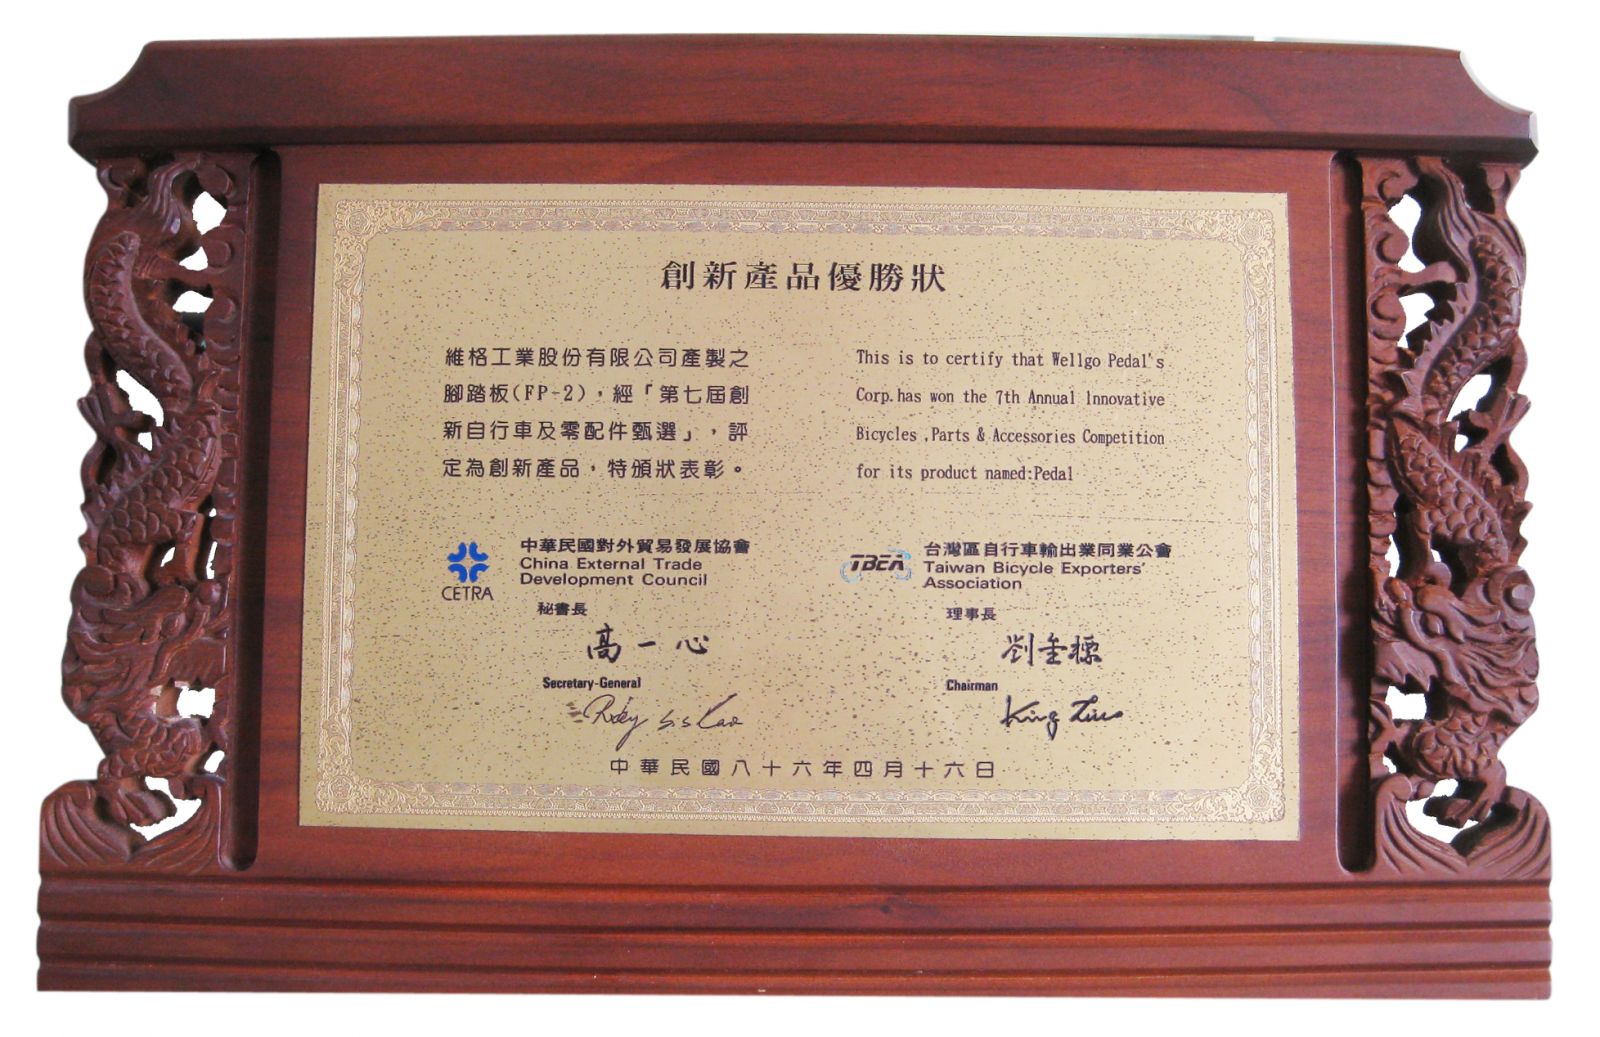 創新產品優勝狀
維格工業股份有限公司產製之
腳踏板(FP-2)，經「第七屆創
新自行車及零配件甄選」，評
定為創新產品，特頒狀表彰。
This is to certify that Wellgo Pedal's
Corp. has won the 7th Annual Innovative
Bicycles ,Parts & Accessories Competition
for its product named:Pedal
CETRA
中華民國對外貿易發展協會
China External Trade
Development Council
秘書長
高一心
Secretary-General
TBEA
台灣區自行車輸出業同業公會
Taiwan Bicycle Exporters'
Association
理事長
劉金標
Chairman
King Liu
中華民國八十六年四月十六日